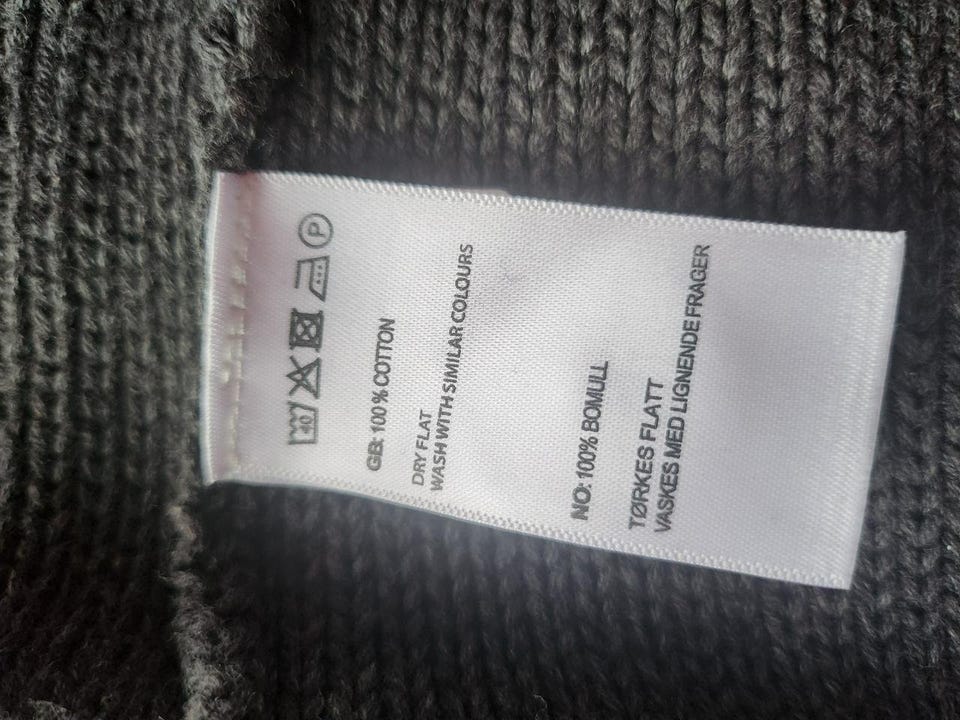 40 P
GB: 100 % COTTON
DRY FLAT
WASH WITH SIMILAR COLOURS
NO: 100% BOMULL
TØRKES FLATT
VASKES MED LIGNENDE FRAGER